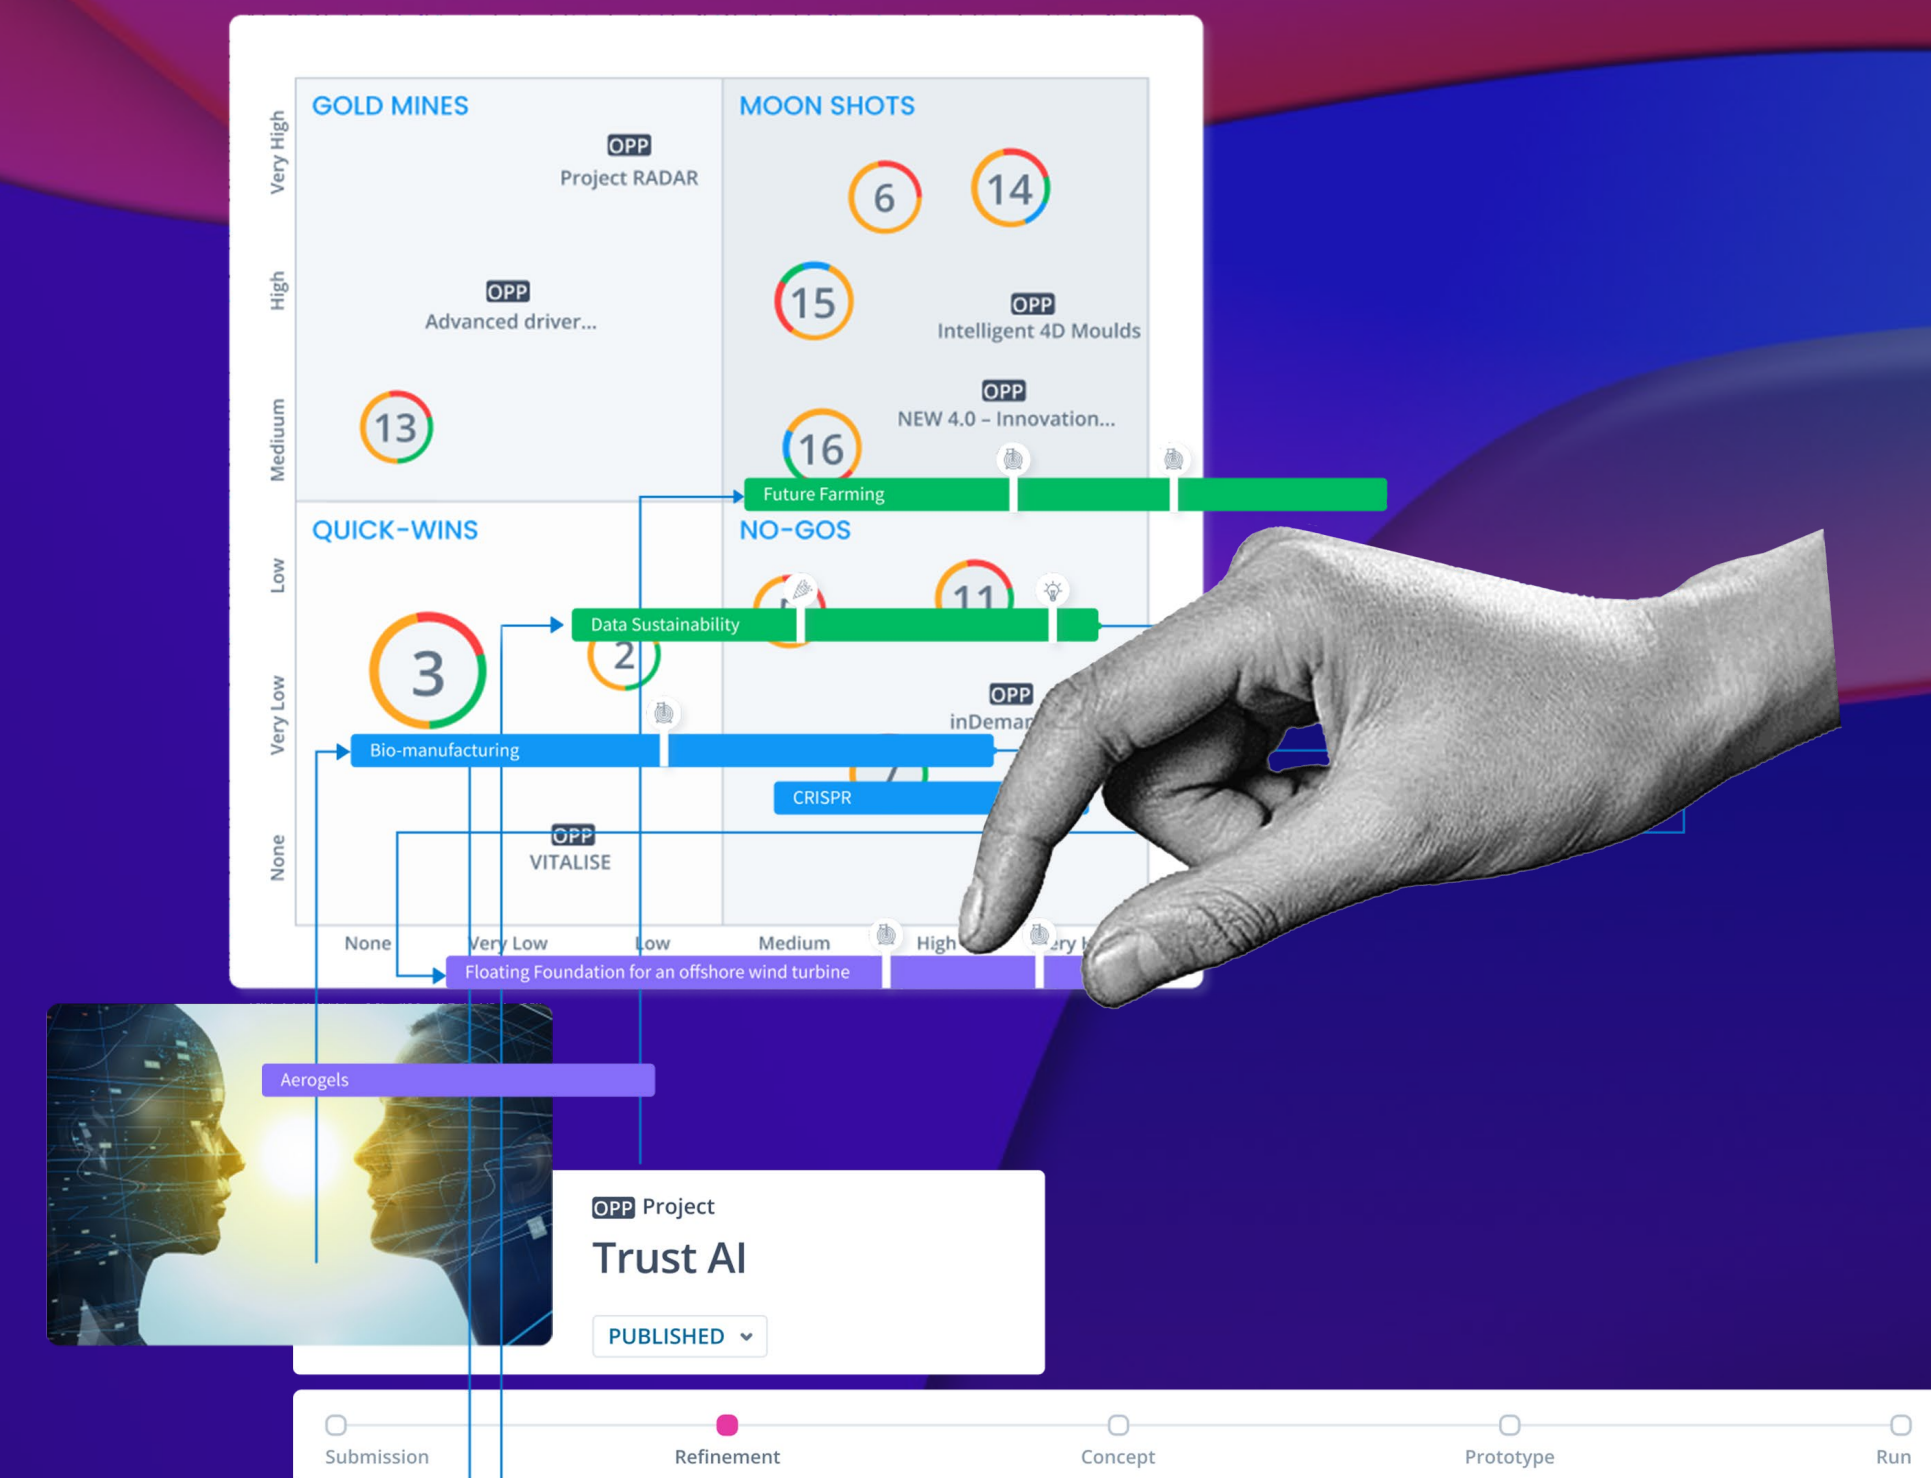 GOLD MINES
MOON SHOTS
OPP
Project RADAR
6
14
15
OPP
Advanced driver...
OPP
Intelligent 4D Moulds
OPP
NEW 4.0 – Innovation...
13
16
Future Farming
QUICK-WINS
NO-GOS
11
Data Sustainability
3
2
OPP
Bio-manufacturing
7
CRISPR
OPP
VITALISE
Very High
High
Mediuum
Low
Very Low
None
None
Very Low
Low
Medium
High
Floating Foundation for an offshore wind turbine
Aerogels
OPP Project
Trust AI
PUBLISHED
Submission
Refinement
Concept
Prototype
Run